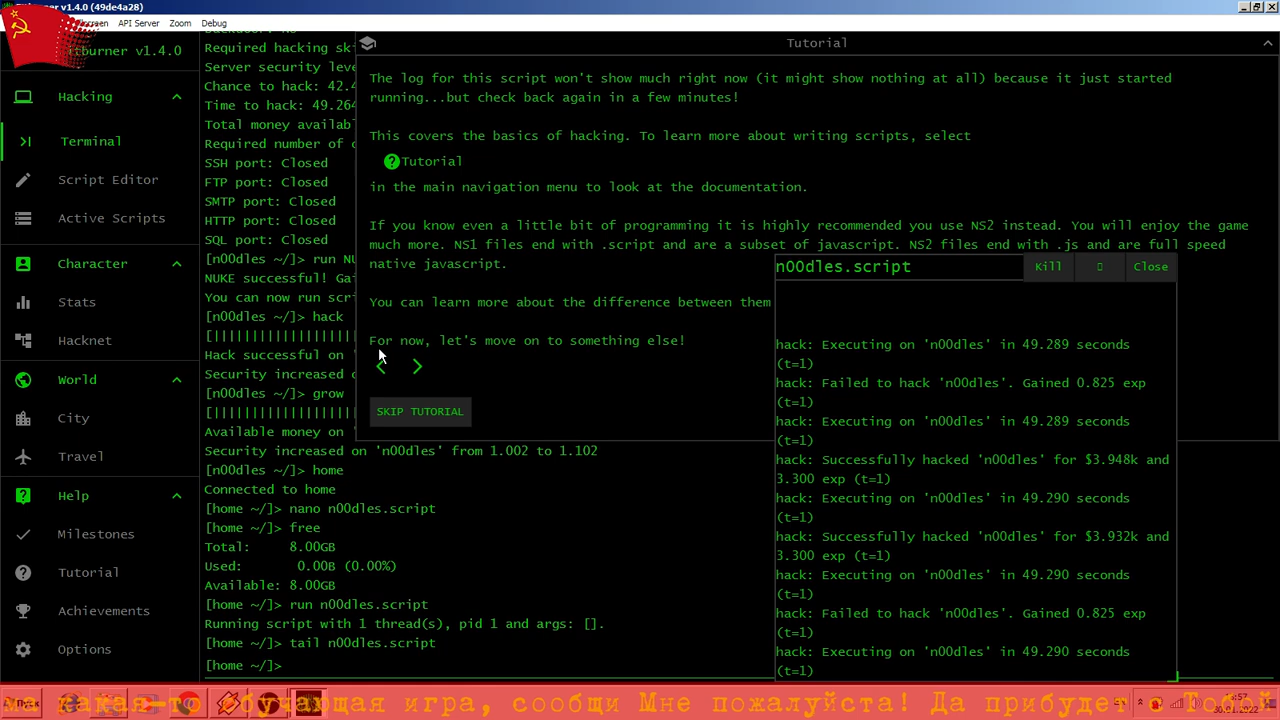 v1.4.0 (49de4a28)
API Server Zoom Debug
burner v1.4.0
Hacking
Terminal
Script Editor
Active Scripts
Character
Stats
Hacknet
World
City
Travel
Help
Milestones
Tutorial
Achievements
Options
Required hacking sk
Server security leve
Chance to hack: 42.4
Time to hack: 49.264
Total money availab
Required number of
SSH port: Closed
FTP port: Closed
SMTP port: Closed
HTTP port: Closed
SQL port: Closed
[n00dles ~/]> run NU
NUKE successful! Gai
You can now run scri
[n00dles ~/]> hack
[||||||||||||||||||
Hack successful on '
Security increased o
[n00dles ~/]> grow
[||||||||||||||||||
Available money on '
Security increased on 'n00dles' from 1.002 to 1.102
[n00dles ~/]> home
Connected to home
[home ~/]> nano n00dles.script
[home ~/]> free
Total: 8.00GB
Used: 0.00B (0.00%)
Available: 8.00GB
[home ~/]> run n00dles.script
Running script with 1 thread(s), pid 1 and args: [].
[home ~/]> tail n00dles.script
[home ~/]>
Tutorial
The log for this script won't show much right now (it might show nothing at all) because it just started
running...but check back again in a few minutes!
This covers the basics of hacking. To learn more about writing scripts, select
Tutorial
in the main navigation menu to look at the documentation.
If you know even a little bit of programming it is highly recommended you use NS2 instead. You will enjoy the game
much more. NS1 files end with .script and are a subset of javascript. NS2 files end with .js and are full speed
native javascript.
You can learn more about the difference between them
For now, let's move on to something else!
SKIP TUTORIAL
n00dles.script Kill Close
hack: Executing on 'n00dles' in 49.289 seconds
(t=1)
hack: Failed to hack 'n00dles'. Gained 0.825 exp
(t=1)
hack: Executing on 'n00dles' in 49.289 seconds
(t=1)
hack: Successfully hacked 'n00dles' for $3.948k and
3.300 exp (t=1)
hack: Executing on 'n00dles' in 49.290 seconds
(t=1)
hack: Successfully hacked 'n00dles' for $3.932k and
3.300 exp (t=1)
hack: Executing on 'n00dles' in 49.290 seconds
(t=1)
hack: Failed to hack 'n00dles'. Gained 0.825 exp
(t=1)
hack: Executing on 'n00dles' in 49.290 seconds
(t=1)
какая-то обучающая игра, сообщи Мне пожалуйста! Да прибудет
30.01.2022